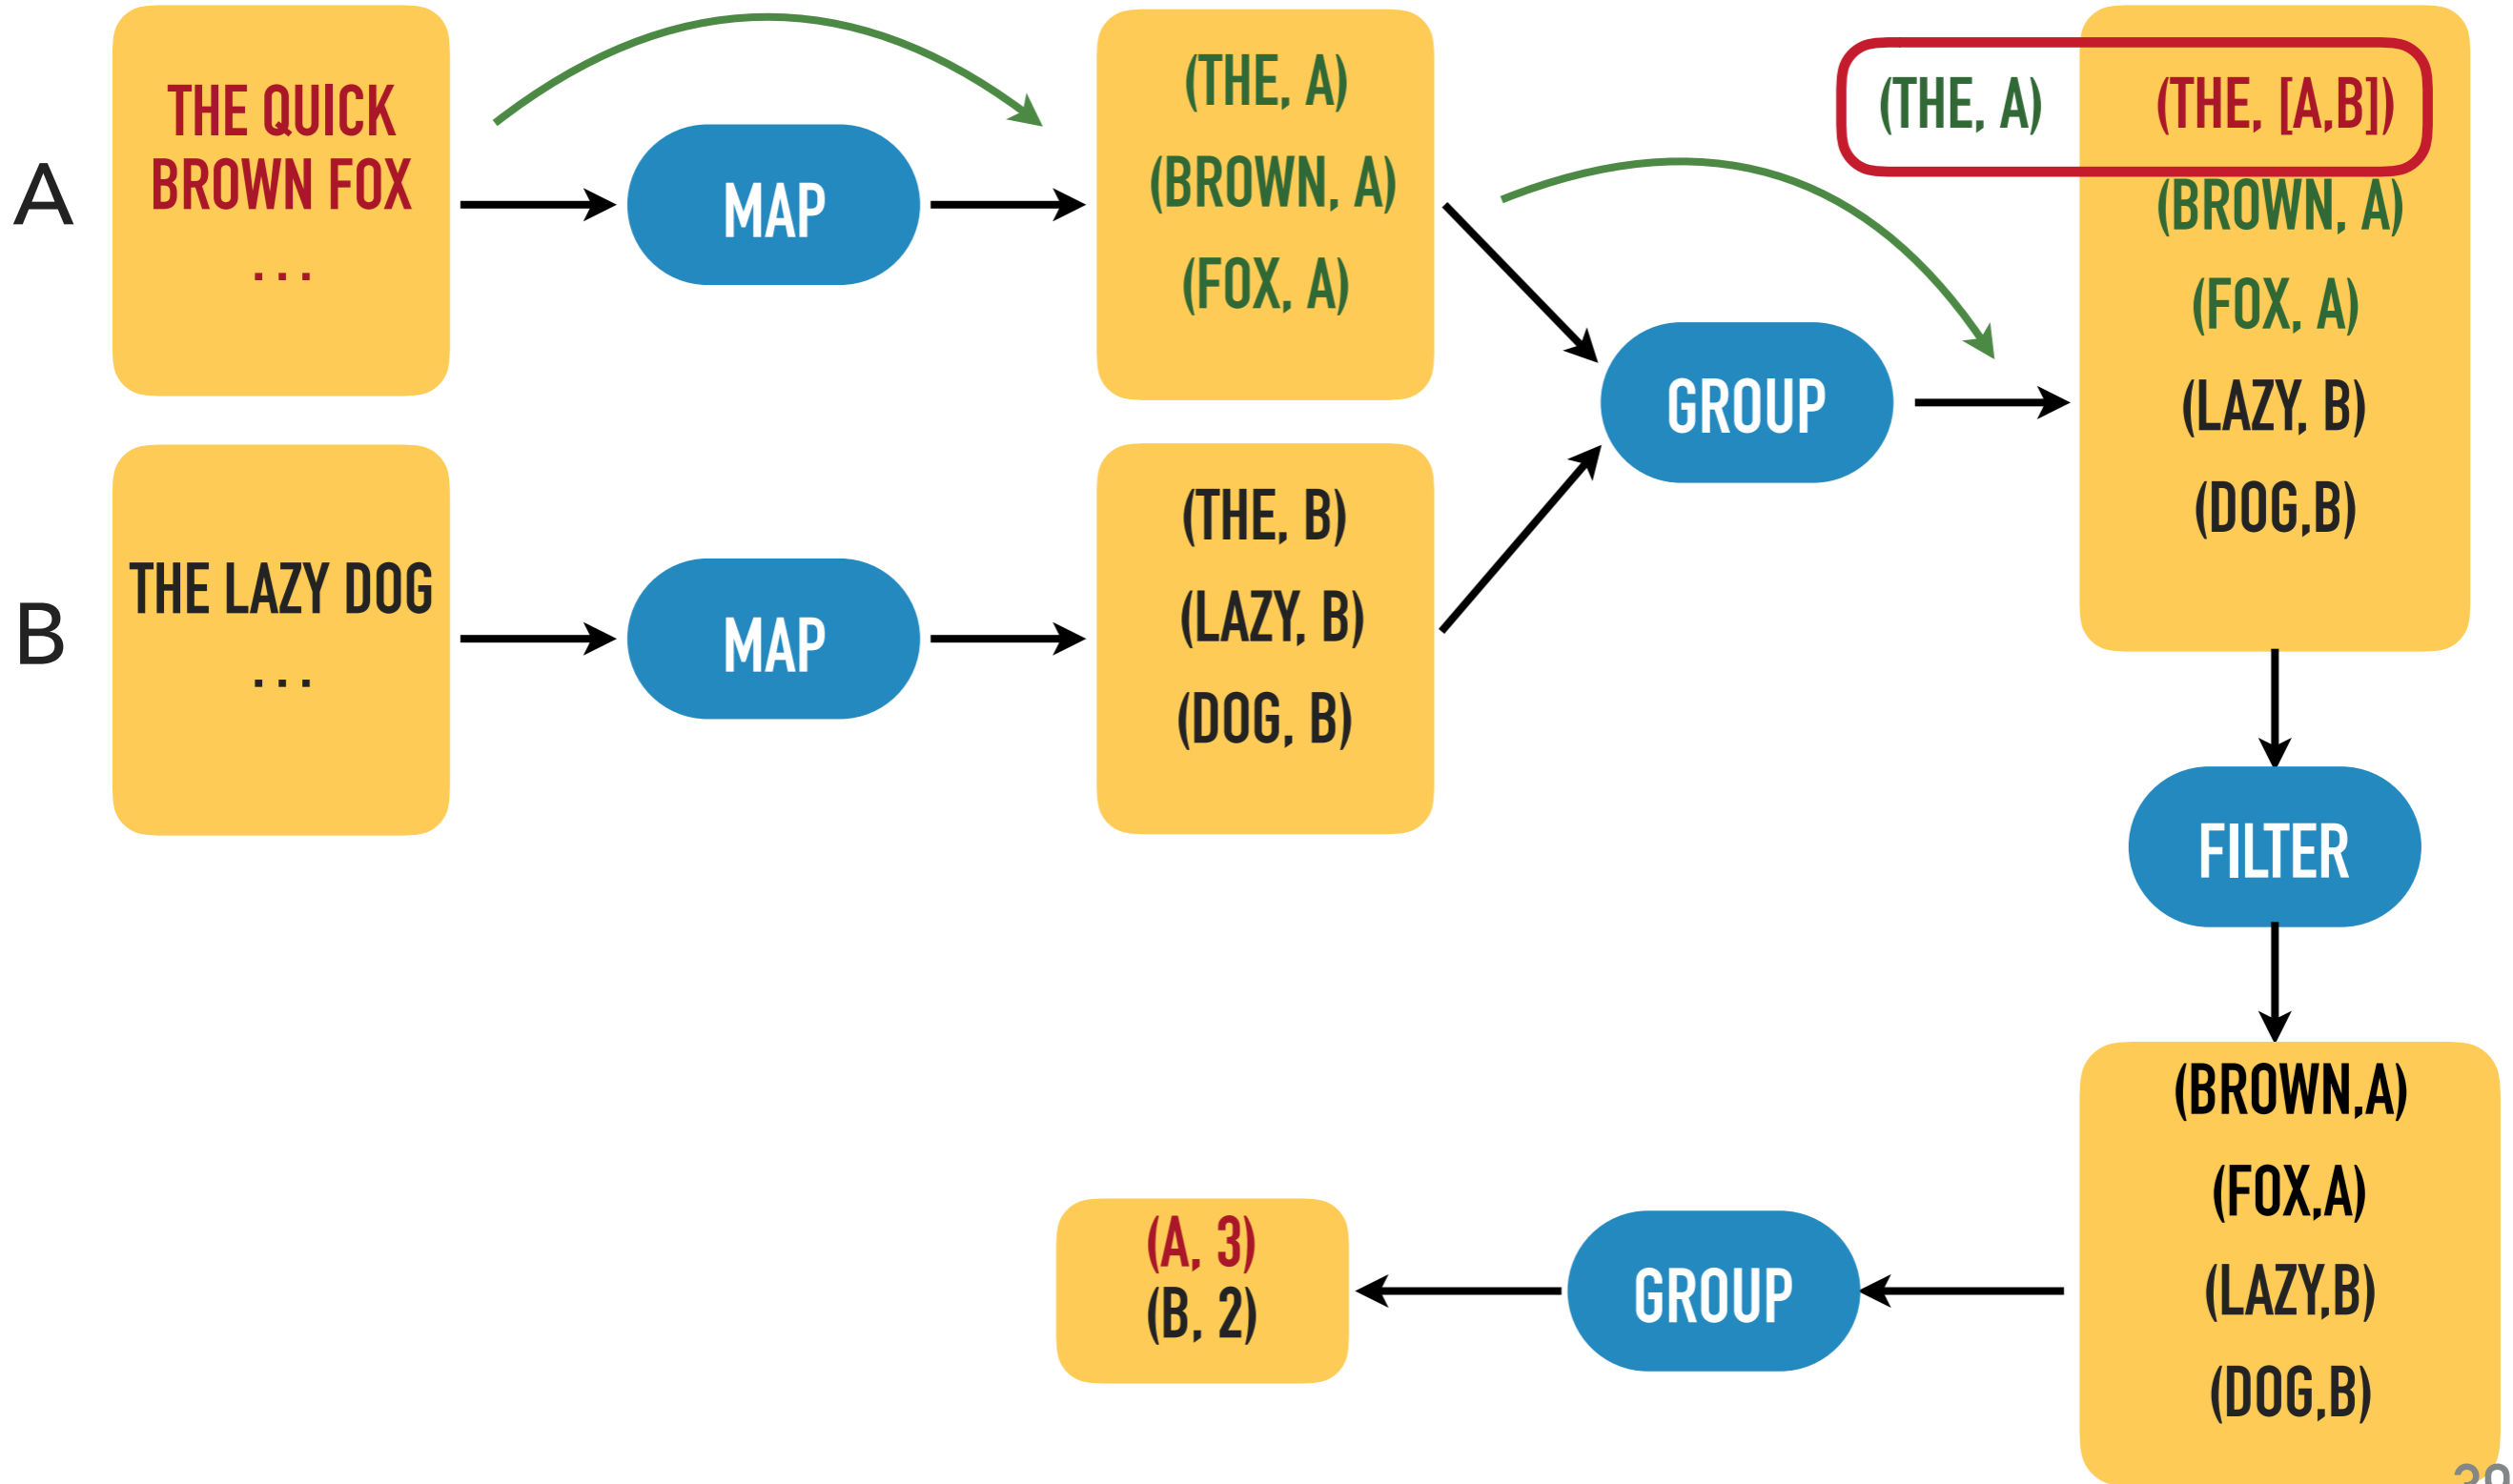 A
THE QUICK
BROWN FOX
...
MAP
(THE, A)
(BROWN, A)
(FOX, A)
B
THE LAZY DOG
...
MAP
(THE, B)
(LAZY, B)
(DOG, B)
GROUP
(THE, A)
(THE, [A,B])
(BROWN, A)
(FOX, A)
(LAZY, B)
(DOG,B)
FILTER
(BROWN,A)
(FOX,A)
(LAZY,B)
(DOG,B)
GROUP
(A, 3)
(B, 2)